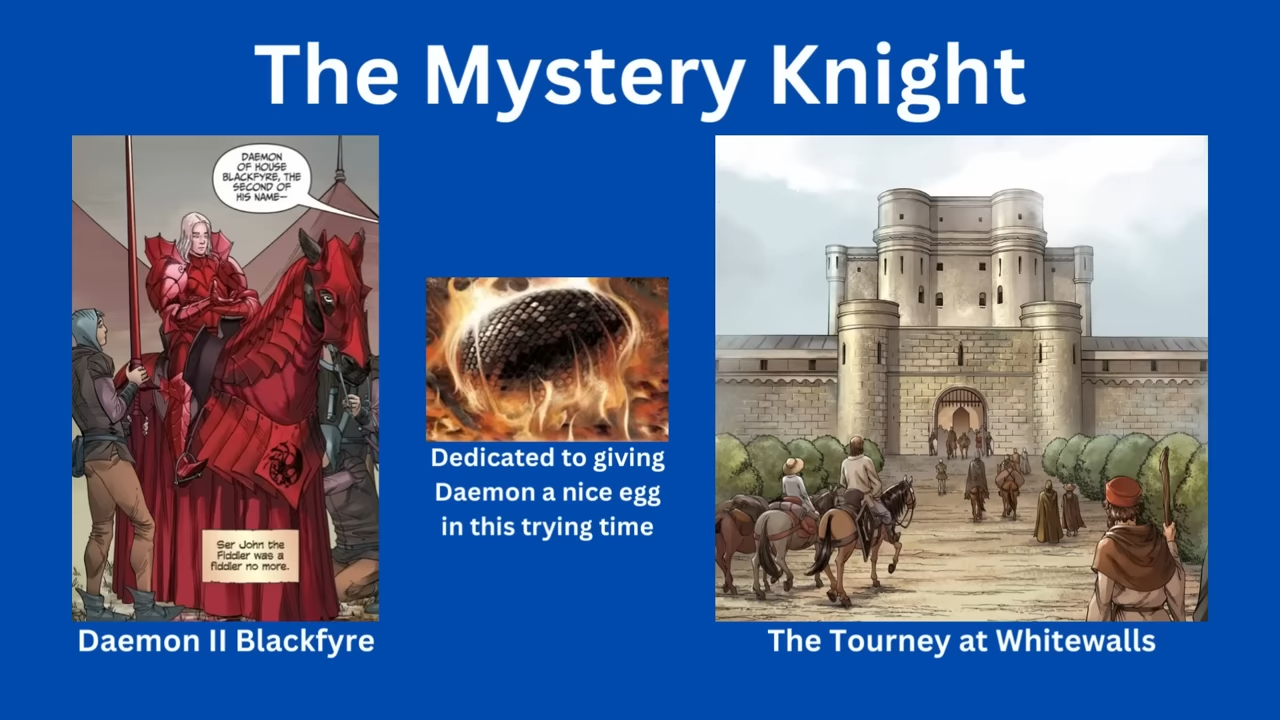 The Mystery Knight
DAEMON
OF HOUSE
BLACKFYRE, THE
SECOND OF
HIS NAME—
Ser John the
Fiddler was a
fiddler no more.
Daemon II Blackfyre
Dedicated to giving
Daemon a nice egg
in this trying time
The Tourney at Whitewalls